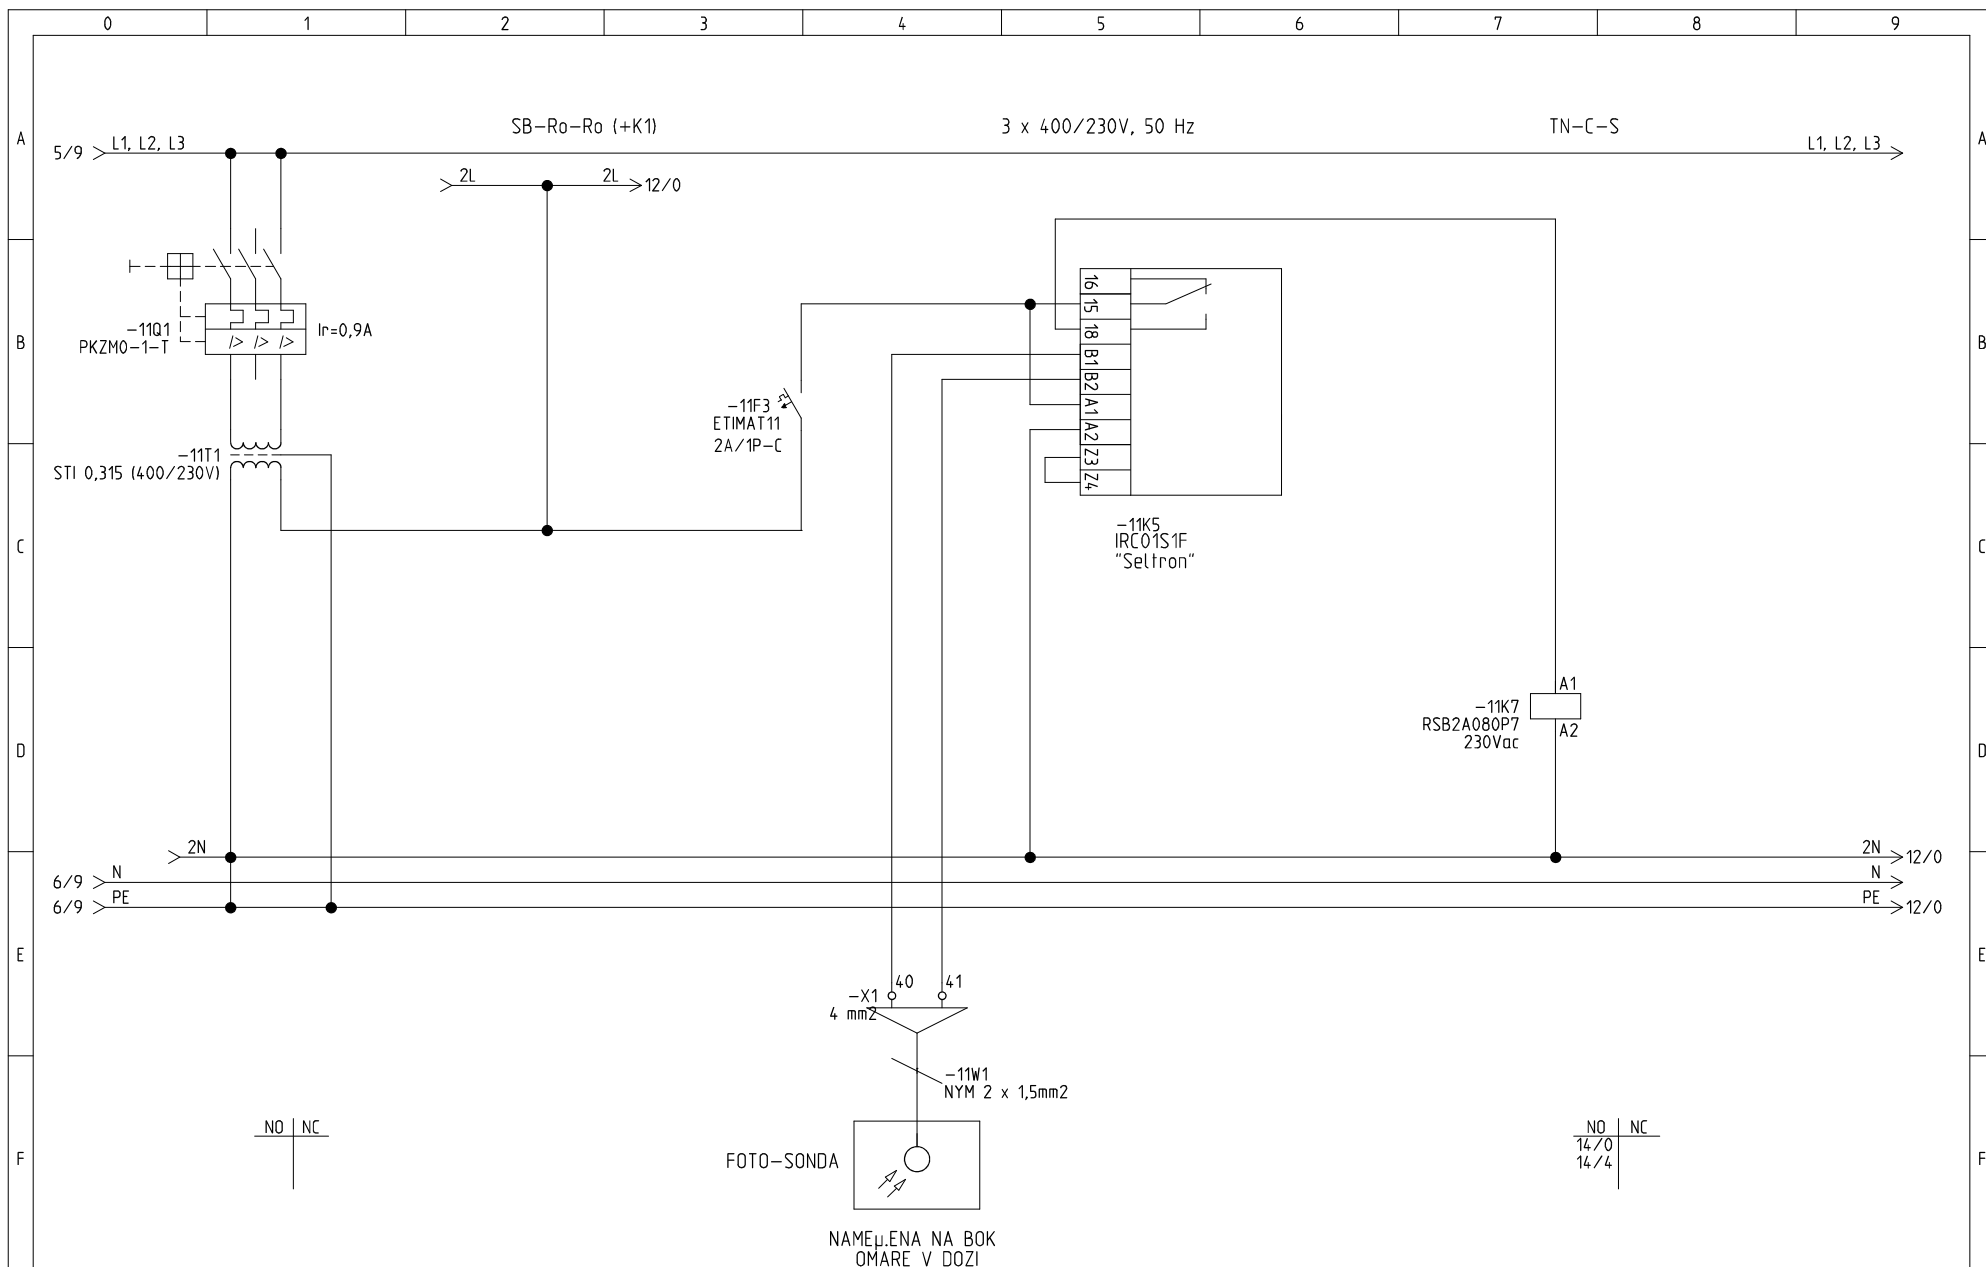 0 1 2 3 4 5 6 7 8 9
A SB-Ro-Ro (+K1) 3 x 400/230V, 50 Hz TN-C-S A
5/9 L1, L2, L3 L1, L2, L3
2L 2L 12/0
16
15
18
B1
B2
A1
A2
Z3
Z4
B B
-11Q1
PKZM0-1-T
Ir=0,9A
-11F3
ETIMAT11
2A/1P-C
-11T1
STI 0,315 (400/230V)
-11K5
IRC01S1F
"Seltron"
C C
A1
-11K7
RSB2A080P7
230Vac
A2
D D
2N 2N 12/0
6/9 N N
6/9 PE PE 12/0
E E
40 41
-X1
4 mm2
-11W1
NYM 2 x 1,5mm2
NO NC
NO NC
14/0
14/4
F FOTO-SONDA F
NAMEµ.ENA NA BOK
OMARE V DOZI